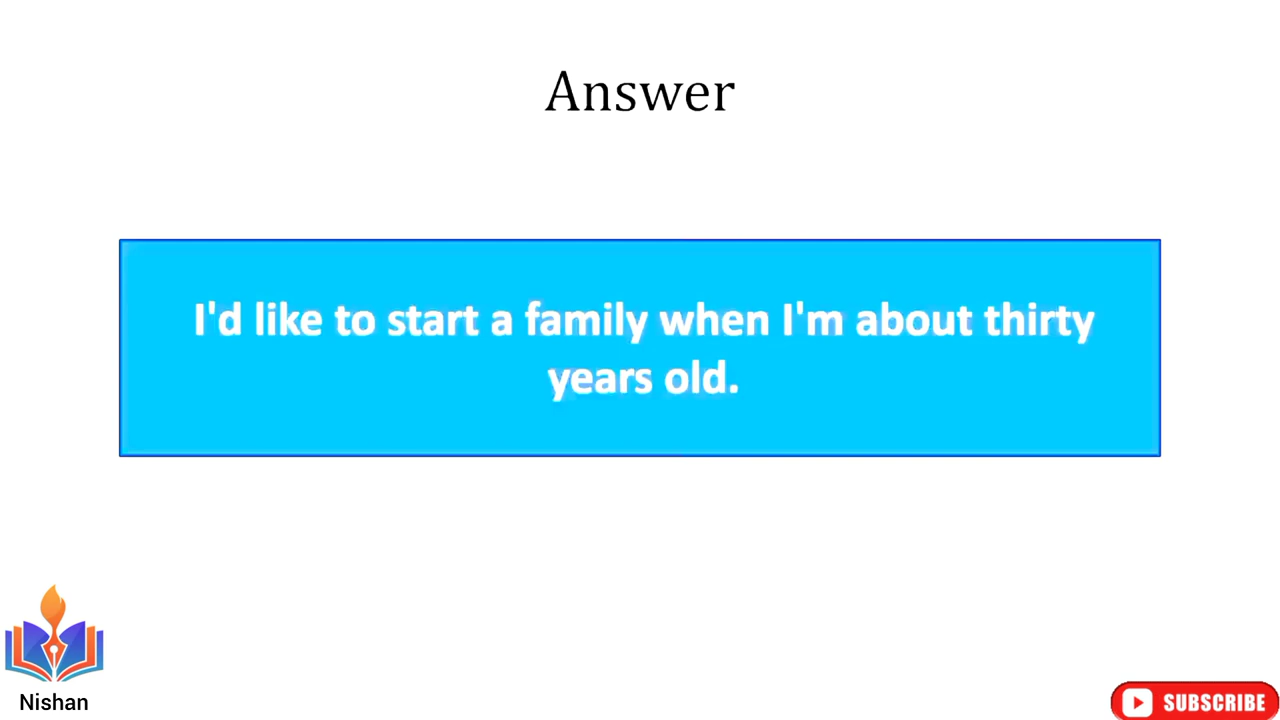 Answer
I'd like to start a family when I'm about thirty
years old.
Nishan
SUBSCRIBE